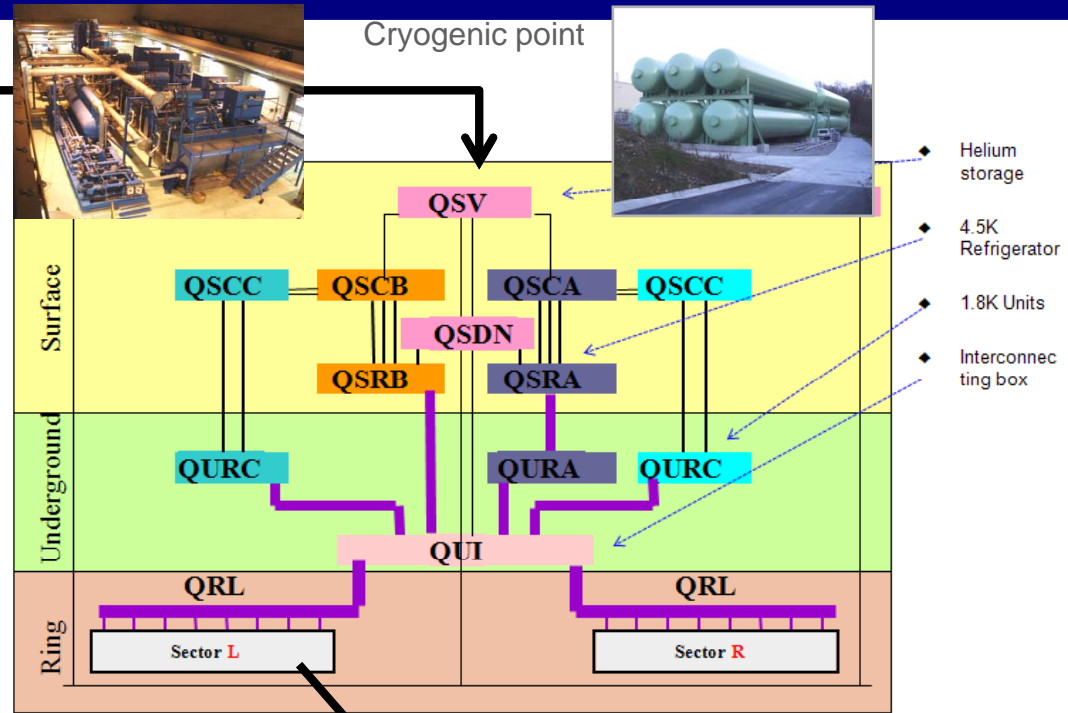 Cryogenic point
QSV
QSCC QSCB QSCA QSCC
QSDN
QSRB QSRA
QURC QURA QURC
QUI
QRL QRL
Sector L Sector R
Surface
Underground
Ring
Helium
storage
4.5K
Refrigerator
1.8K Units
Interconnec
ting box